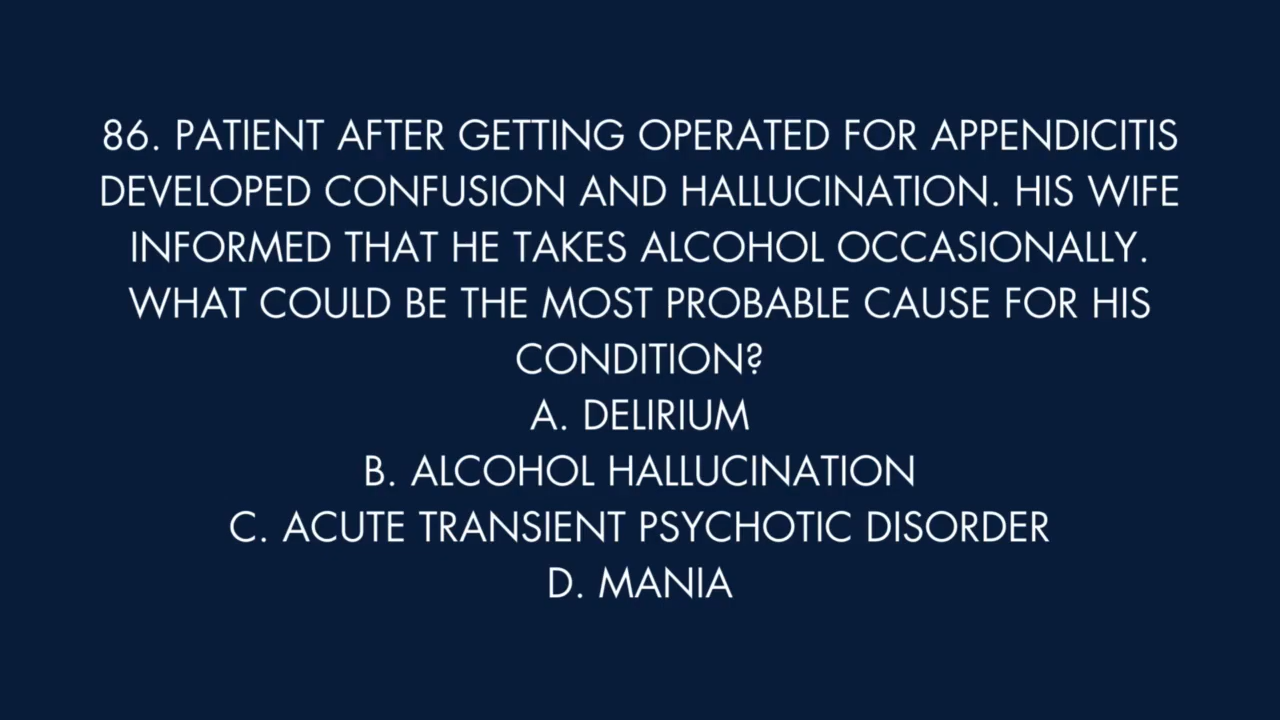 86. PATIENT AFTER GETTING OPERATED FOR APPENDICITIS
DEVELOPED CONFUSION AND HALLUCINATION. HIS WIFE
INFORMED THAT HE TAKES ALCOHOL OCCASIONALLY.
WHAT COULD BE THE MOST PROBABLE CAUSE FOR HIS
CONDITION?
A. DELIRIUM
B. ALCOHOL HALLUCINATION
C. ACUTE TRANSIENT PSYCHOTIC DISORDER
D. MANIA